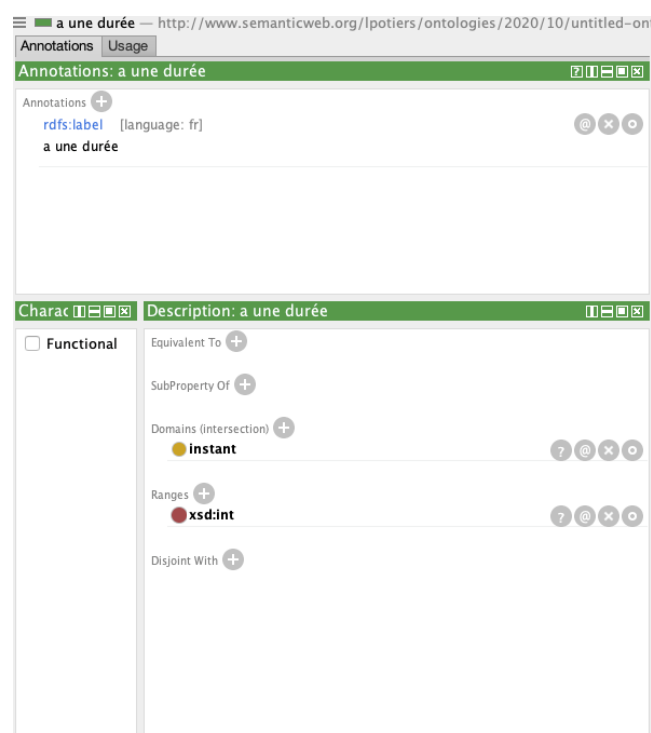 a une durée — http://www.semanticweb.org/lpotiers/ontologies/2020/10/untitled-on
Annotations Usage
Annotations: a une durée
Annotations
rdfs:label [language: fr]
a une durée
Charac
Description: a une durée
Functional
Equivalent To
SubProperty Of
Domains (intersection)
instant
Ranges
xsd:int
Disjoint With